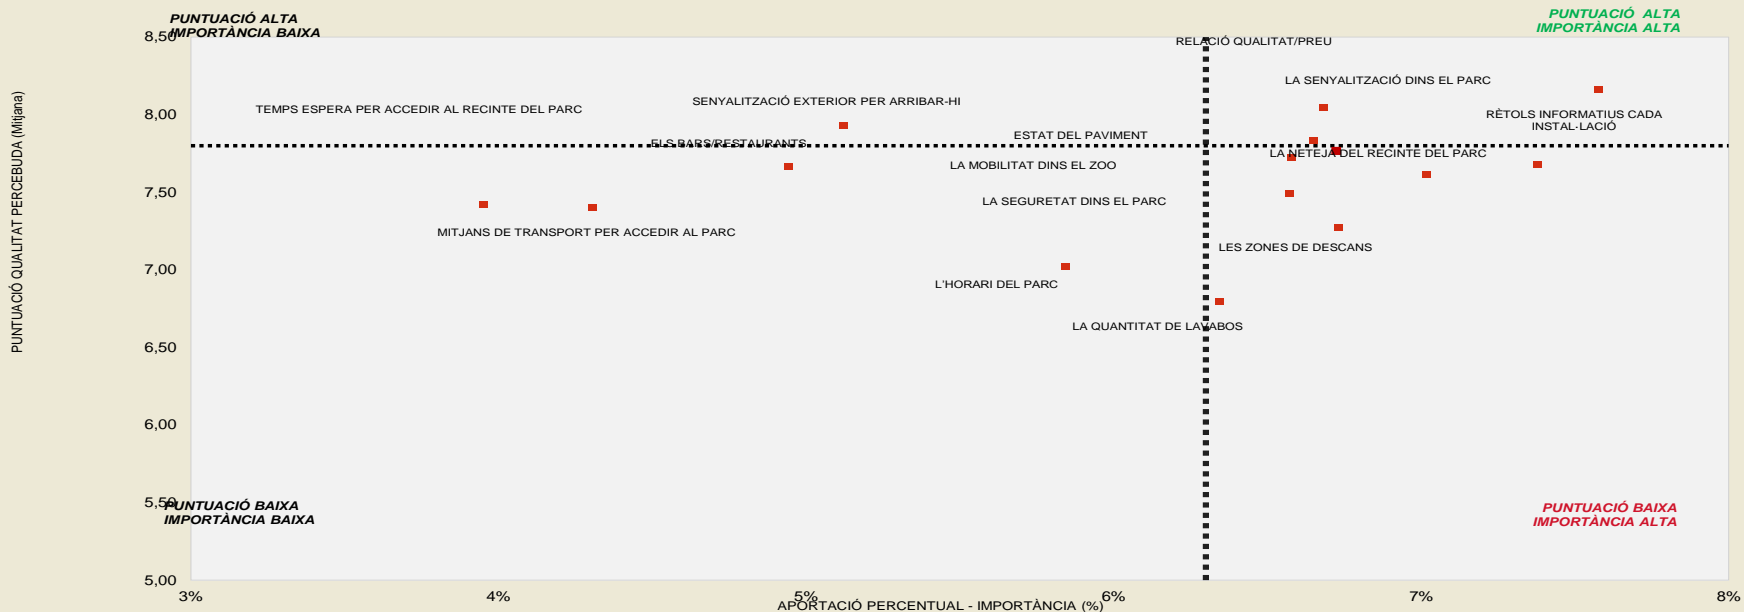 PUNTUACIÓ ALTA
IMPORTÀNCIA BAIXA
PUNTUACIÓ ALTA
IMPORTÀNCIA ALTA
8,50
RELACIÓ QUALITAT/PREU
LA SENYALITZACIÓ DINS EL PARC
SENYALITZACIÓ EXTERIOR PER ARRIBAR-HI
TEMPS ESPERA PER ACCEDIR AL RECINTE DEL PARC
8,00
RÈTOLS INFORMATIUS CADA
INSTAL·LACIÓ
ESTAT DEL PAVIMENT
ELS BARS/RESTAURANTS
LA NETEJA DEL RECINTE DEL PARC
LA MOBILITAT DINS EL ZOO
7,50
LA SEGURETAT DINS EL PARC
MITJANS DE TRANSPORT PER ACCEDIR AL PARC
LES ZONES DE DESCANS
7,00
L'HORARI DEL PARC
LA QUANTITAT DE LAVABOS
6,50
6,00
5,50
PUNTUACIÓ BAIXA
IMPORTÀNCIA BAIXA
PUNTUACIÓ BAIXA
IMPORTÀNCIA ALTA
5,00
3%
4%
5%
6%
7%
8%
APORTACIÓ PERCENTUAL - IMPORTÀNCIA (%)
PUNTUACIÓ QUALITAT PERCEBUDA (Mitjana)